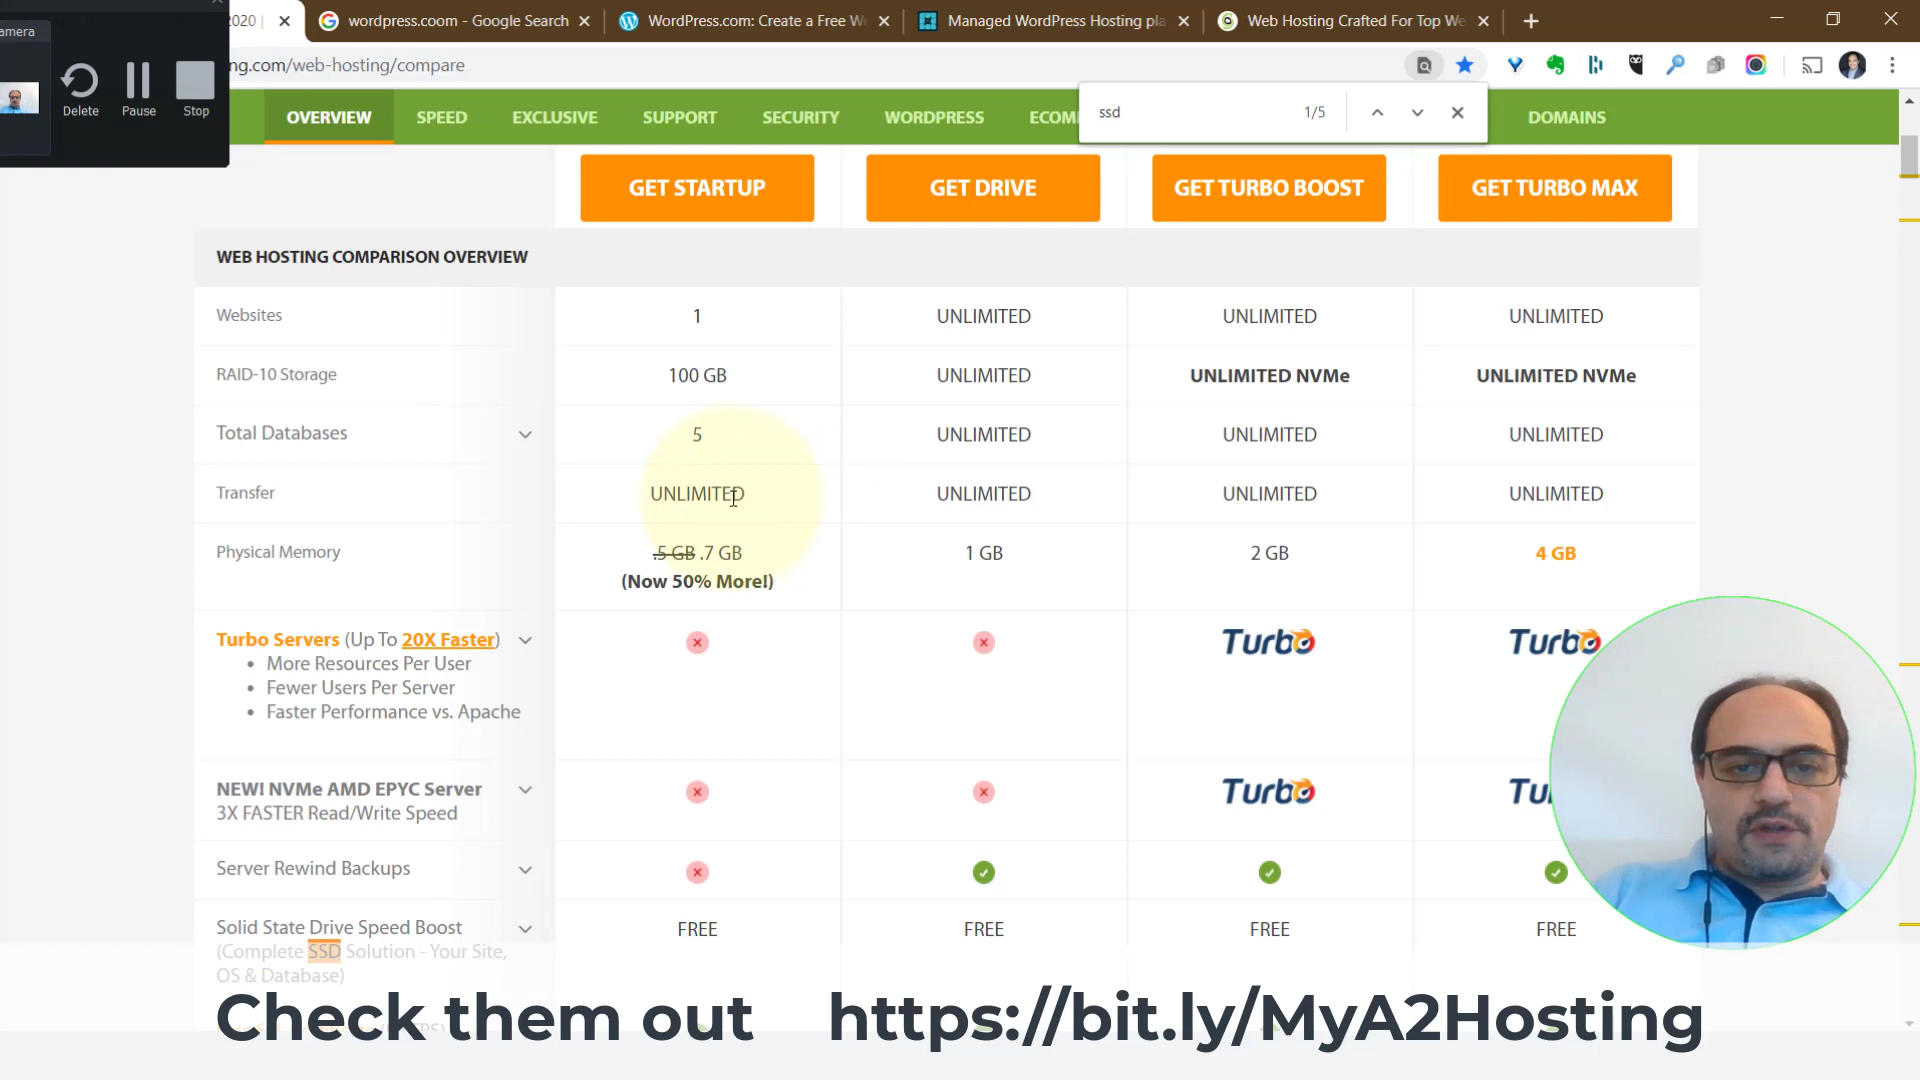 amera
Delete
Pause
Stop
2020
wordpress.coom - Google Search
WordPress.com: Create a Free W
Managed WordPress Hosting pla
Web Hosting Crafted For Top We
ng.com/web-hosting/compare
ssd
1/5
OVERVIEW
SPEED
EXCLUSIVE
SUPPORT
SECURITY
WORDPRESS
ECOM
DOMAINS
GET STARTUP
GET DRIVE
GET TURBO BOOST
GET TURBO MAX
WEB HOSTING COMPARISON OVERVIEW
Websites
1
UNLIMITED
UNLIMITED
UNLIMITED
RAID-10 Storage
100 GB
UNLIMITED
UNLIMITED NVMe
UNLIMITED NVMe
Total Databases
5
UNLIMITED
UNLIMITED
UNLIMITED
Transfer
UNLIMITED
UNLIMITED
UNLIMITED
UNLIMITED
Physical Memory
.5 GB .7 GB
(Now 50% More!)
1 GB
2 GB
4 GB
Turbo Servers (Up To 20X Faster)
• More Resources Per User
• Fewer Users Per Server
• Faster Performance vs. Apache
Turbo
Turbo
NEW! NVMe AMD EPYC Server
3X FASTER Read/Write Speed
Turbo
Tu
Server Rewind Backups
Solid State Drive Speed Boost
(Complete SSD Solution - Your Site,
OS & Database)
FREE
FREE
FREE
FREE
Check them out
https://bit.ly/MyA2Hosting